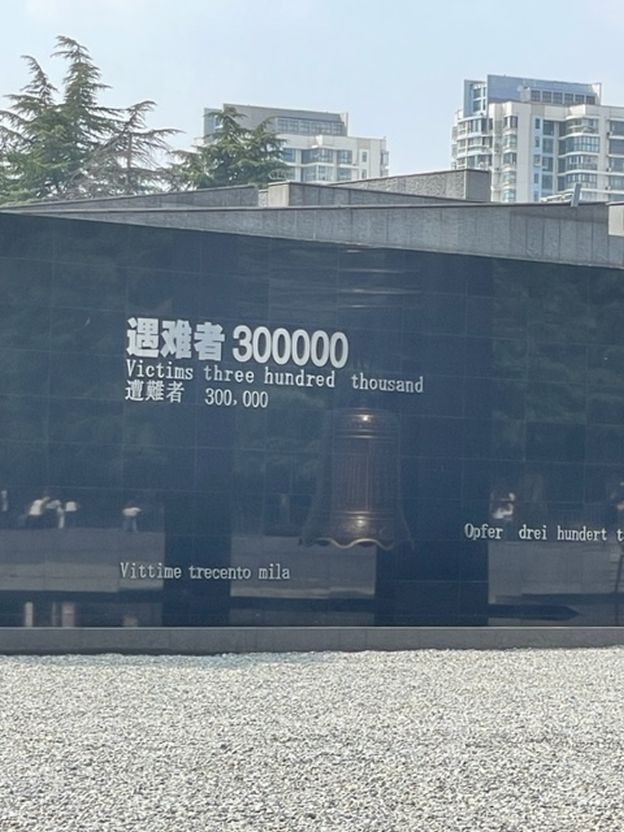 遇难者 300000
Victims three hundred thousand
遭難者 300,000
Opfer drei hundert
Vittime trecento mila